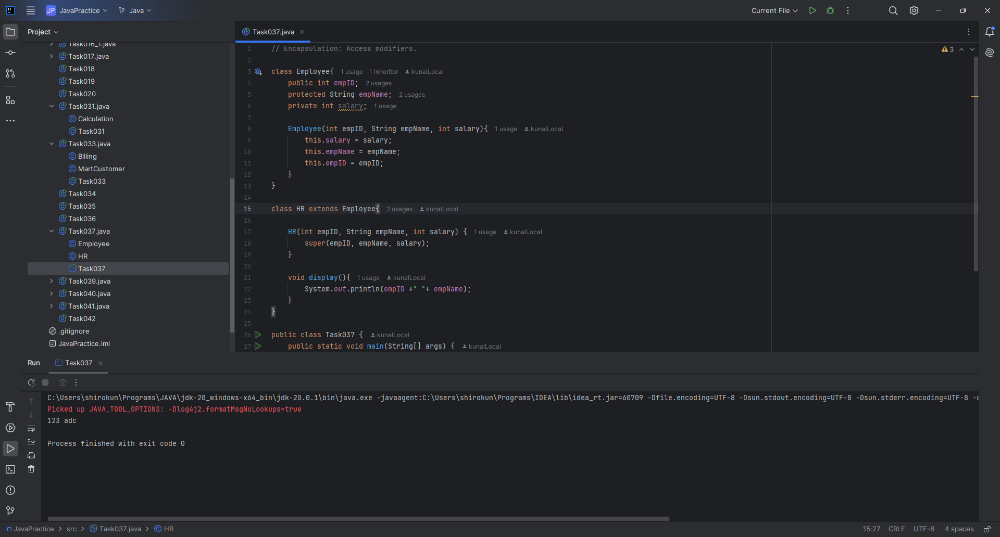 JP JavaPractice Java Current File
Project
Task037.java
Task016_1.java
Task017.java
Task018
Task019
Task020
Task031.java
Calculation
Task031
Task033.java
Billing
MartCustomer
Task033
Task034
Task035
Task036
Task037.java
Employee
HR
Task037
Task039.java
Task040.java
Task041.java
Task042
.gitignore
JavaPractice.iml
3
1 // Encapsulation: Access modifiers.
2
3 class Employee{ 1 usage 1 inheritor kunalLocal
4 public int empID; 2 usages
5 protected String empName; 2 usages
6 private int salary; 1 usage
7
8 Employee(int empID, String empName, int salary){ 1 usage kunalLocal
9 this.salary = salary;
10 this.empName = empName;
11 this.empID = empID;
12 }
13 }
14
15 class HR extends Employee{ 2 usages kunalLocal
16
17 HR(int empID, String empName, int salary) { 1 usage kunalLocal
18 super(empID, empName, salary);
19 }
20
21 void display(){ 1 usage kunalLocal
22 System.out.println(empID +" "+ empName);
23 }
24 }
25
26 public class Task037 { kunalLocal
27 public static void main(String[] args) { kunalLocal
Run Task037
C:\Users\shirokun\Programs\JAVA\jdk-20_windows-x64_bin\jdk-20.0.1\bin\java.exe -javaagent:C:\Users\shirokun\Programs\IDEA\lib\idea_rt.jar=60709 -Dfile.encoding=UTF-8 -Dsun.stdout.encoding=UTF-8 -Dsun.stderr.encoding=UTF-8
Picked up JAVA_TOOL_OPTIONS: -Dlog4j2.formatMsgNoLookups=true
123 adc
Process finished with exit code 0
JavaPractice > src > Task037.java > HR 15:27 CRLF UTF-8 4 spaces